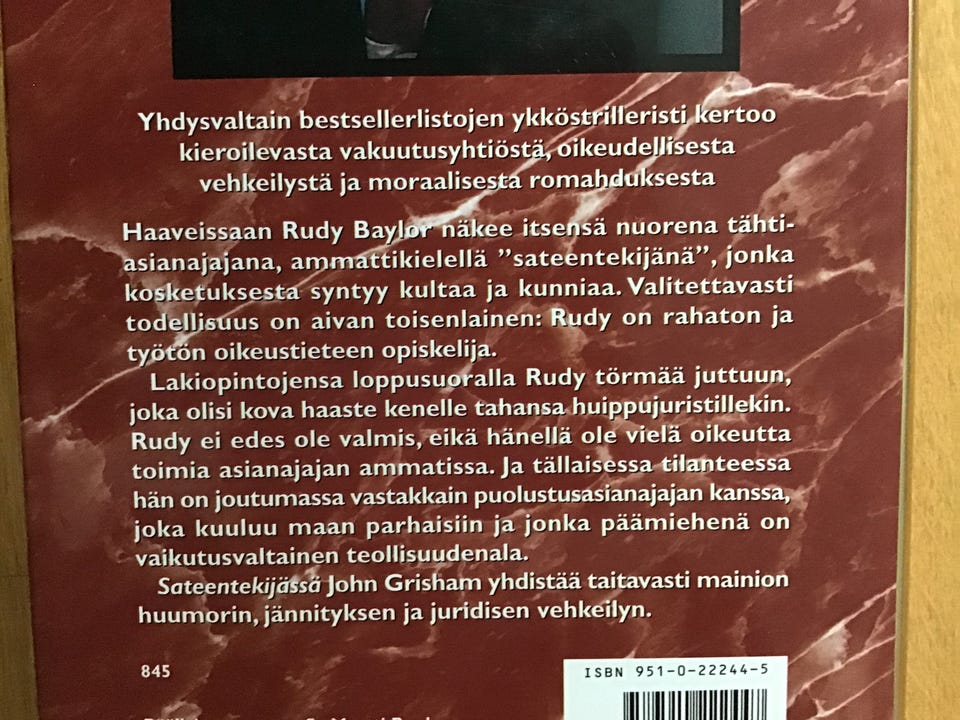 Yhdysvaltain bestsellerlistojen ykköstrilleristi kertoo
kieroilevasta vakuutusyhtiöstä, oikeudellisesta
vehkeilystä ja moraalisesta romahduksesta
Haaveissaan Rudy Baylor näkee itsensä nuorena tähti-
asianajajana, ammattikielellä ”sateentekijänä”, jonka
kosketuksesta syntyy kultaa ja kunniaa. Valitettavasti
todellisuus on aivan toisenlainen: Rudy on rahaton ja
työtön oikeustieteen opiskelija.
Lakiopintojensa loppusuoralla Rudy törmää juttuun,
joka olisi kova haaste kenelle tahansa huippujuristillekin.
Rudy ei edes ole valmis, eikä hänellä ole vielä oikeutta
toimia asianajajan ammatissa. Ja tällaisessa tilanteessa
hän on joutumassa vastakkain puolustusasianajajan kanssa,
joka kuuluu maan parhaisiin ja jonka päämiehenä on
vaikutusvaltainen teollisuudenala.
Sateentekijässä John Grisham yhdistää taitavasti mainion
huumorin, jännityksen ja juridisen vehkeilyn.
845
ISBN 951-0-22244-5